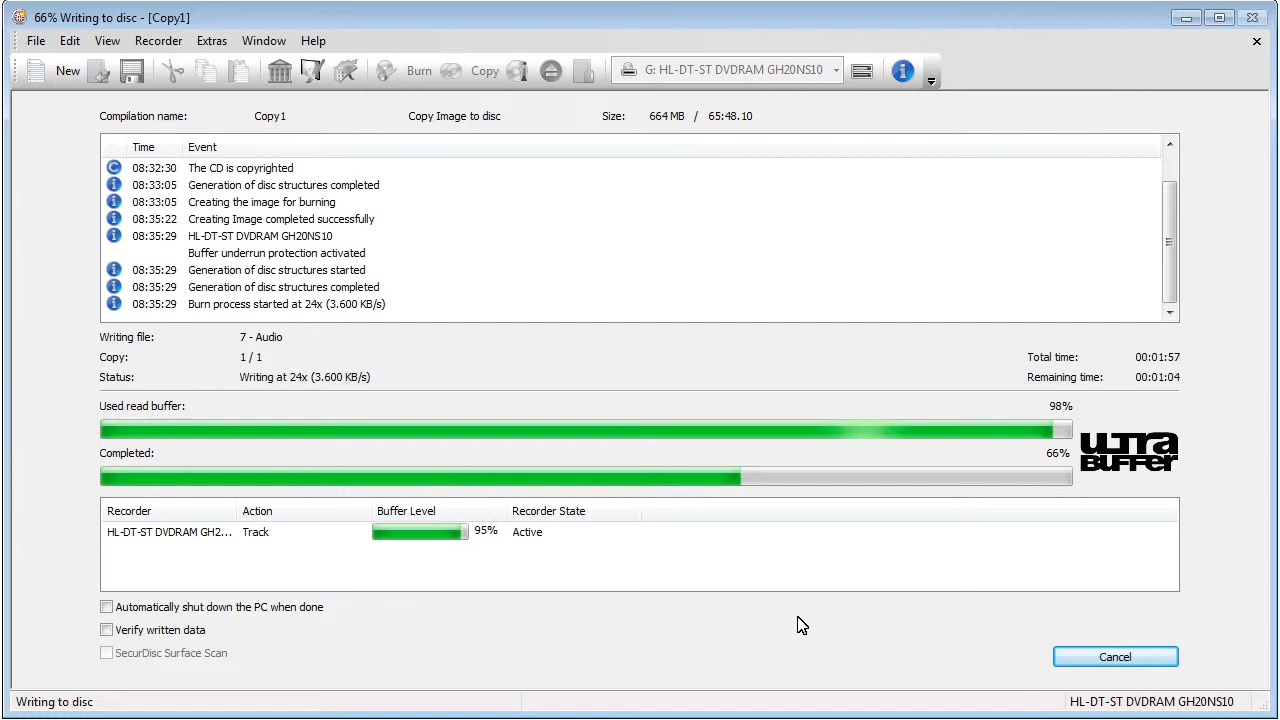 66% Writing to disc - [Copy1]
File Edit View Recorder Extras Window Help
New Burn Copy G: HL-DT-ST DVDRAM GH20NS10
Compilation name: Copy1 Copy Image to disc Size: 664 MB / 65:48.10
Time Event
08:32:30 The CD is copyrighted
08:33:05 Generation of disc structures completed
08:33:05 Creating the image for burning
08:35:22 Creating Image completed successfully
08:35:29 HL-DT-ST DVDRAM GH20NS10
Buffer underrun protection activated
08:35:29 Generation of disc structures started
08:35:29 Generation of disc structures completed
08:35:29 Burn process started at 24x (3.600 KB/s)
Writing file: 7 - Audio
Copy: 1 / 1 Total time: 00:01:57
Status: Writing at 24x (3.600 KB/s) Remaining time: 00:01:04
Used read buffer: 98%
ultra
Buffer
Completed: 66%
Recorder Action Buffer Level Recorder State
HL-DT-ST DVDRAM GH2... Track 95% Active
Automatically shut down the PC when done
Verify written data
SecurDisc Surface Scan
Cancel
Writing to disc HL-DT-ST DVDRAM GH20NS10